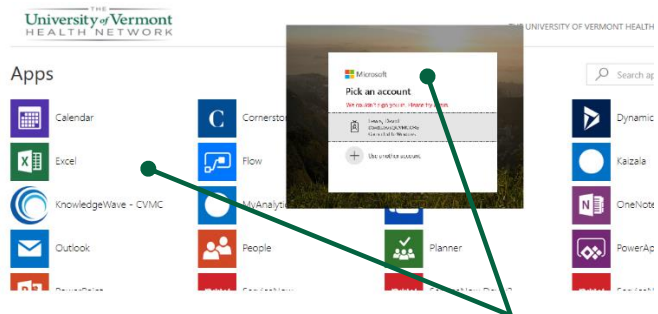 THE
University of Vermont
HEALTH NETWORK
THE UNIVERSITY OF VERMONT HEALTH
Apps
Search ap
Microsoft
Pick an account
We couldn't sign you in. Please try again.
Use another account
Calendar
C
Cornersto
Dynamic
Excel
Flow
Kaizala
KnowledgeWave - CVMC
MyAnalytic
OneNote
Outlook
People
Planner
PowerAp
PowerPoint
ServiceNow